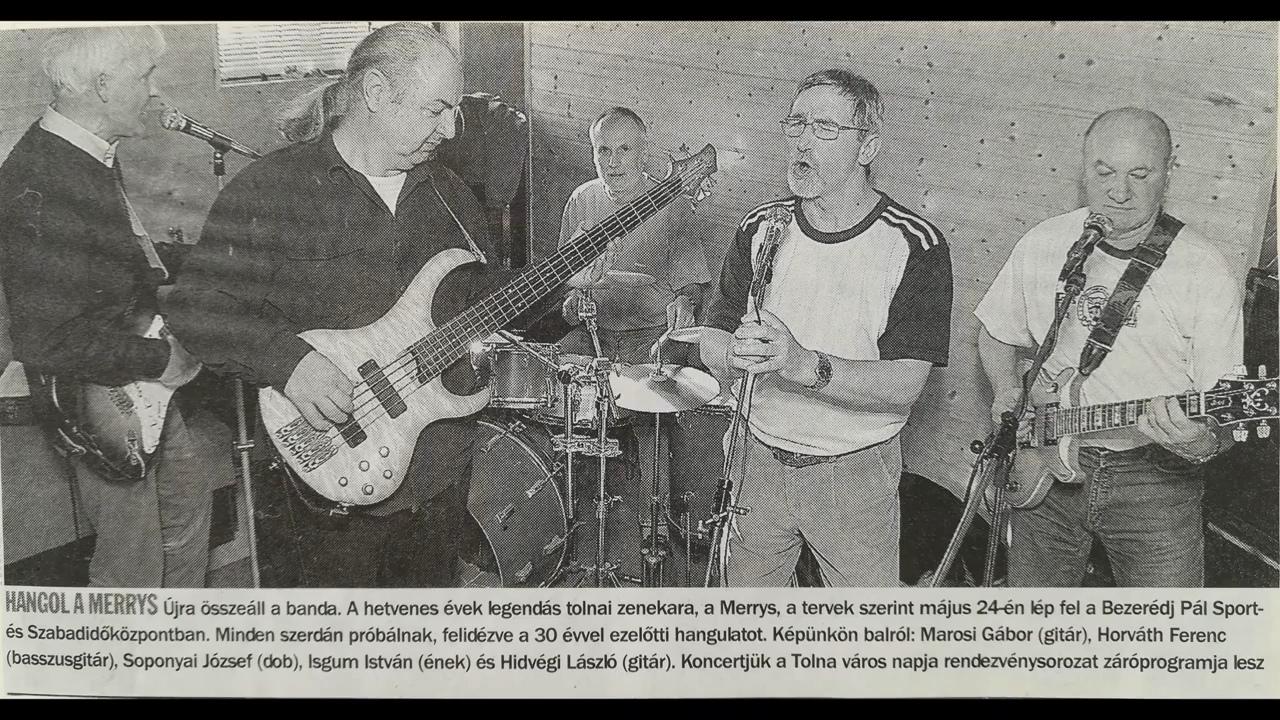 HANGOL A MERRYS Újra összeáll a banda. A hetvenes évek legendás tolnai zenekara, a Merrys, a tervek szerint május 24-én lép fel a Bezerédj Pál Sport-
és Szabadidőközpontban. Minden szerdán próbálnak, felidézve a 30 évvel ezelőtti hangulatot. Képünkön balról: Marosi Gábor (gitár), Horváth Ferenc
(basszusgitár), Soponyai József (dob), Isgum István (ének) és Hidvégi László (gitár). Koncertjük a Tolna város napja rendezvénysorozat záróprogramja lesz